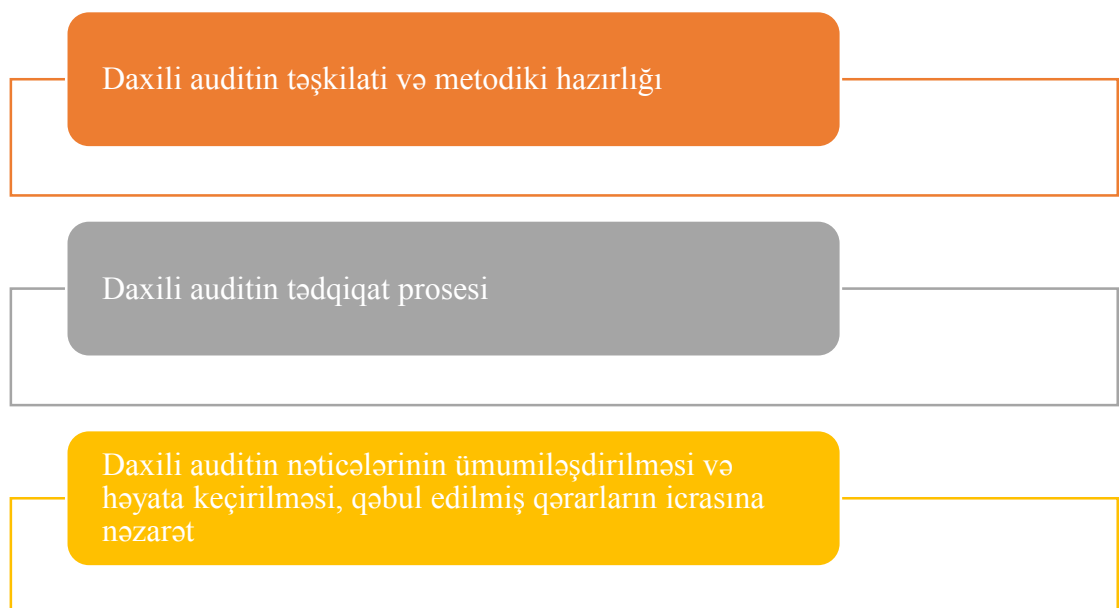 Daxili auditin təşkilati və metodiki hazırlığı
Daxili auditin tədqiqat prosesi
Daxili auditin nəticələrinin ümumiləşdirilməsi və
həyata keçirilməsi, qəbul edilmiş qərarların icrasına
nəzarət